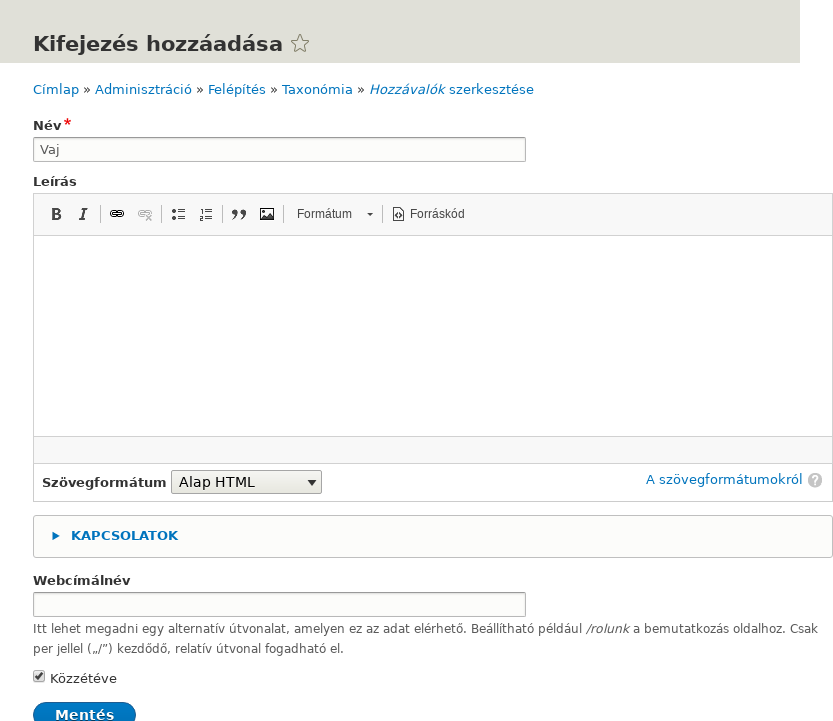 Kifejezés hozzáadása
Címlap » Adminisztráció » Felépítés » Taxonómia » Hozzávalók szerkesztése
Név*
Vaj
Leírás
B I Formátum Forráskód
Szövegformátum Alap HTML A szövegformátumokról ?
KAPCSOLATOK
Webcímálnév
Itt lehet megadni egy alternatív útvonalat, amelyen ez az adat elérhető. Beállítható például /rolunk a bemutatkozás oldalhoz. Csak
per jellel („/”) kezdődő, relatív útvonal fogadható el.
Közzétéve
Mentés